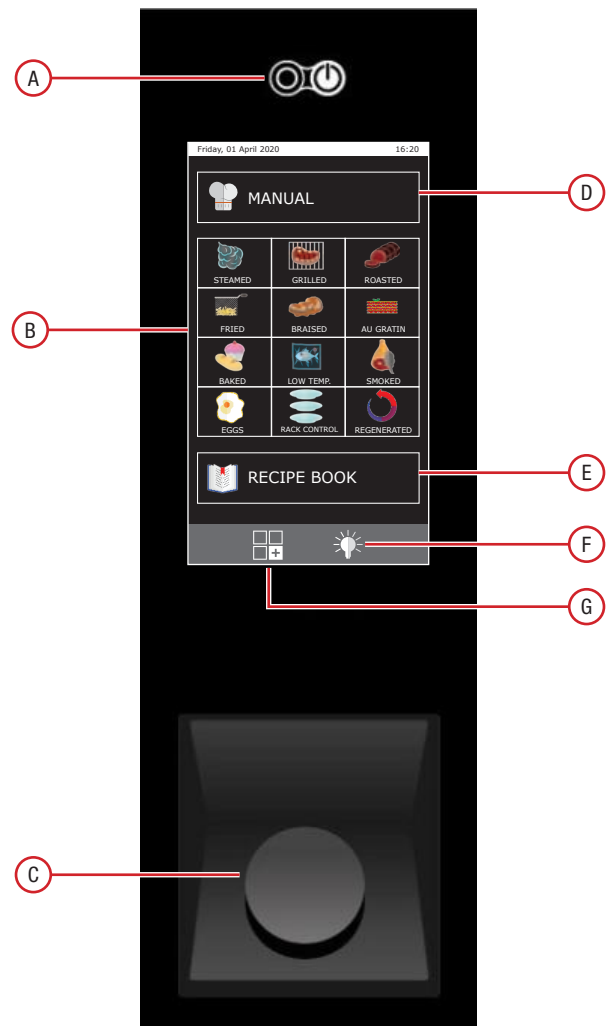 A
Friday, 01 April 2020 16:20
MANUAL
D
STEAMED GRILLED ROASTED
B
FRIED BRAISED AU GRATIN
BAKED LOW TEMP. SMOKED
EGGS RACK CONTROL REGENERATED
RECIPE BOOK
E
F
G
C